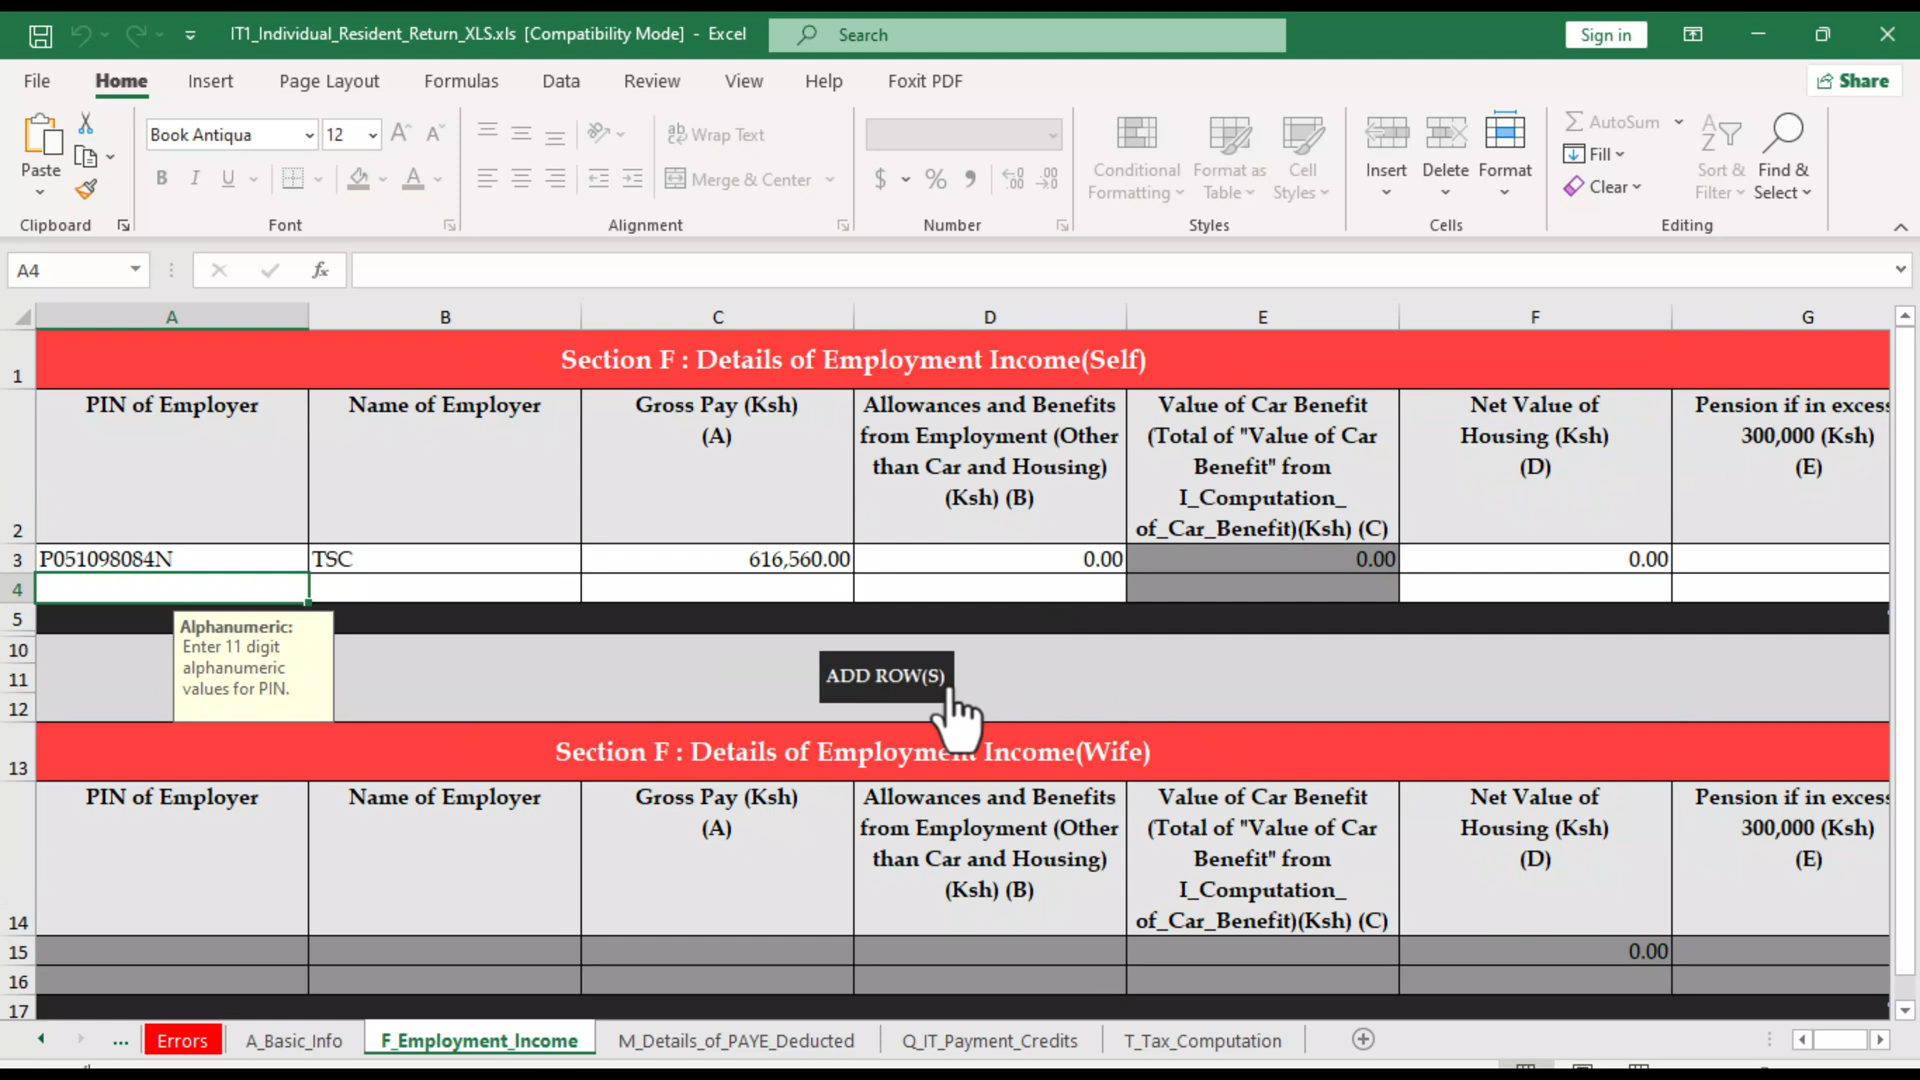 IT1_Individual_Resident_Return_XLS.xls [Compatibility Mode] - Excel
Search
Sign in
File Home Insert Page Layout Formulas Data Review View Help Foxit PDF
Share
Paste
Clipboard
Book Antiqua 12
B I U
Font
Wrap Text
Merge & Center
Alignment
$ % 9
Number
Conditional Formatting
Format as Table
Cell Styles
Styles
Insert Delete Format
Cells
AutoSum
Fill
Clear
Sort & Filter
Find & Select
Editing
A4
fx
A B C D E F G
1
Section F : Details of Employment Income(Self)
2
PIN of Employer
Name of Employer
Gross Pay (Ksh)
(A)
Allowances and Benefits
from Employment (Other
than Car and Housing)
(Ksh) (B)
Value of Car Benefit
(Total of "Value of Car
Benefit" from
I_Computation_
of_Car_Benefit)(Ksh) (C)
Net Value of
Housing (Ksh)
(D)
Pension if in excess
300,000 (Ksh)
(E)
3 P051098084N TSC 616,560.00 0.00 0.00 0.00
4
5
Alphanumeric:
Enter 11 digit
alphanumeric
values for PIN.
10
11
12
ADD ROW(S)
13
Section F : Details of Employment Income(Wife)
14
PIN of Employer
Name of Employer
Gross Pay (Ksh)
(A)
Allowances and Benefits
from Employment (Other
than Car and Housing)
(Ksh) (B)
Value of Car Benefit
(Total of "Value of Car
Benefit" from
I_Computation_
of_Car_Benefit)(Ksh) (C)
Net Value of
Housing (Ksh)
(D)
Pension if in excess
300,000 (Ksh)
(E)
15 0.00
16
17
... Errors A_Basic_Info F_Employment_Income M_Details_of_PAYE_Deducted Q_IT_Payment_Credits T_Tax_Computation